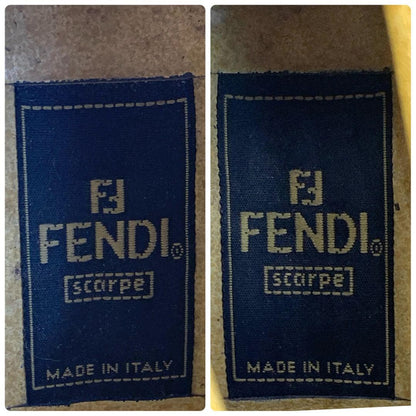 FF
FENDI®
scarpe
MADE IN ITALY
FF
FENDI®
scarpe
MADE IN ITALY